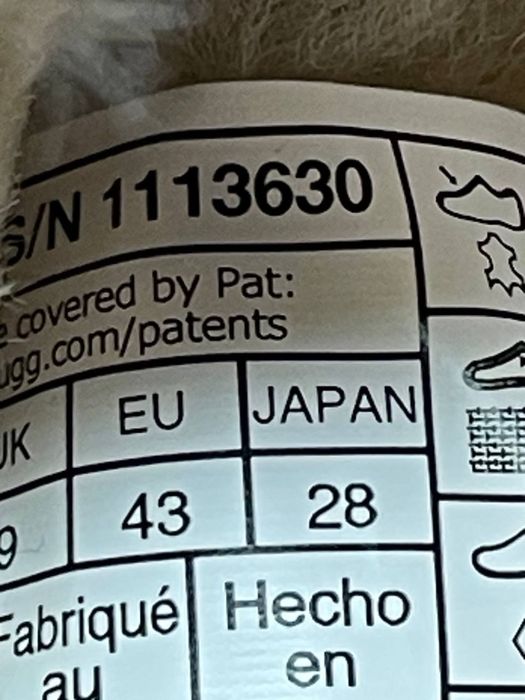 S/N 1113630
e covered by Pat:
ugg.com/patents
UK EU JAPAN
9 43 28
Fabriqué Hecho
au en